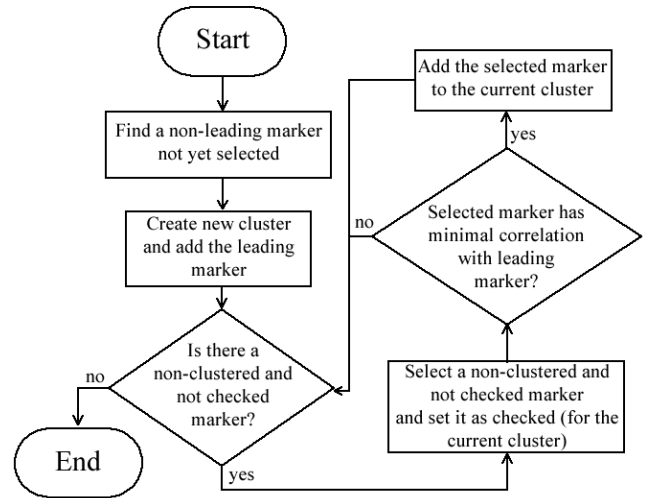 Start
Find a non-leading marker
not yet selected
Create new cluster
and add the leading
marker
Is there a
non-clustered and
not checked
marker?
no
End
yes
Select a non-clustered and
not checked marker
and set it as checked (for the
current cluster)
Selected marker has
minimal correlation
with leading
marker?
no
yes
Add the selected marker
to the current cluster